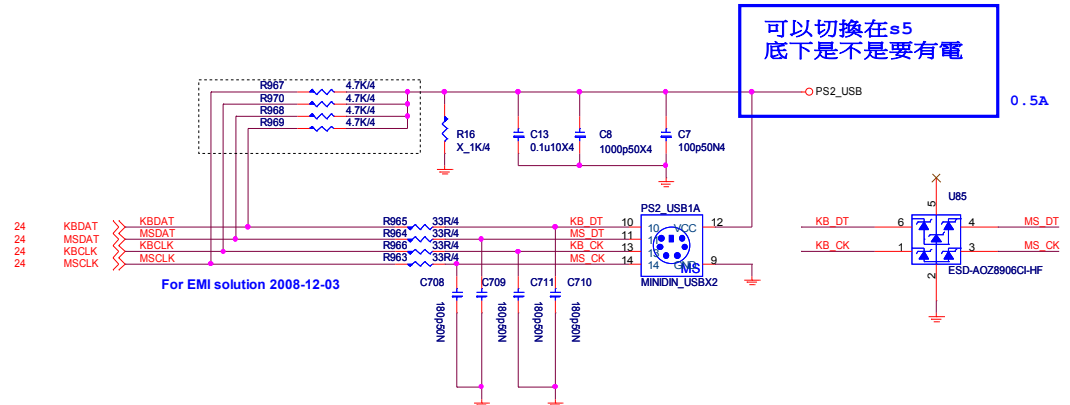 可以切換在s5
底下是不是要有電
PS2_USB
0.5A
R967 4.7K/4
R970 4.7K/4
R968 4.7K/4
R969 4.7K/4
R16
X_1K/4
C13
0.1u10X4
C8
1000p50X4
C7
100p50N4
PS2_USB1A
24 KBDAT KBDAT R965 33R/4 KB_DT 10 10 VCC 12
24 MSDAT MSDAT R964 33R/4 MS_DT 11
24 KBCLK KBCLK R966 33R/4 KB_CK 13 13
24 MSCLK MSCLK R963 33R/4 MS_CK 14 14 GND 9
MS
MINIDIN_USBX2
For EMI solution 2008-12-03
C708 C709 C711 C710
180p50N 180p50N 180p50N 180p50N
U85
5
KB_DT 6 4 MS_DT
KB_CK 1 3 MS_CK
2
ESD-AOZ8906CI-HF